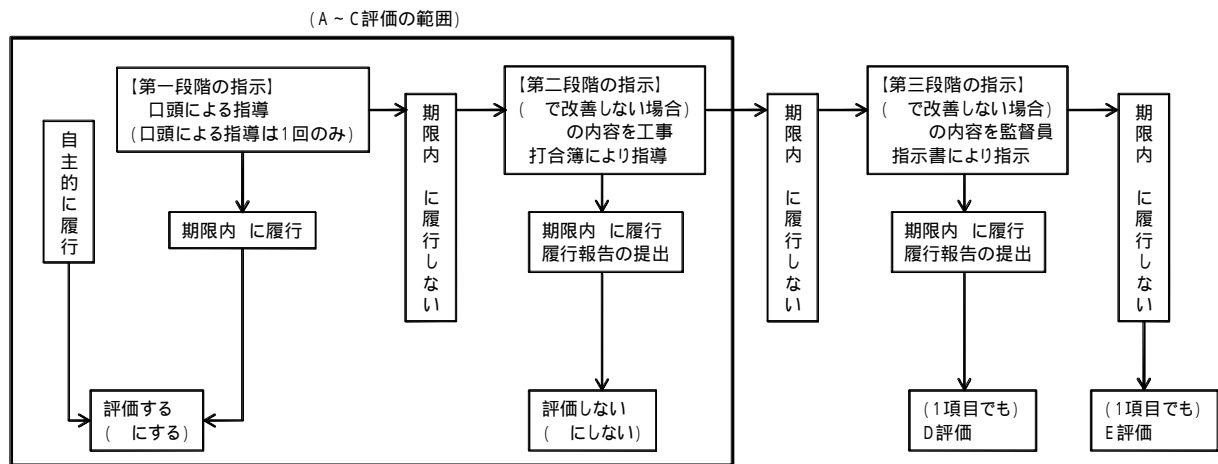 (A～C評価の範囲)
【第一段階の指示】
口頭による指導
(口頭による指導は1回のみ)
自主的に履行
期限内 に履行
評価する
( にする)
期限内 に履行しない
【第二段階の指示】
( で改善しない場合)
の内容を工事
打合簿により指導
期限内 に履行
履行報告の提出
評価しない
( にしない)
期限内 に履行しない
【第三段階の指示】
( で改善しない場合)
の内容を監督員
指示書により指示
期限内 に履行
履行報告の提出
(1項目でも)
D評価
期限内 に履行しない
(1項目でも)
E評価